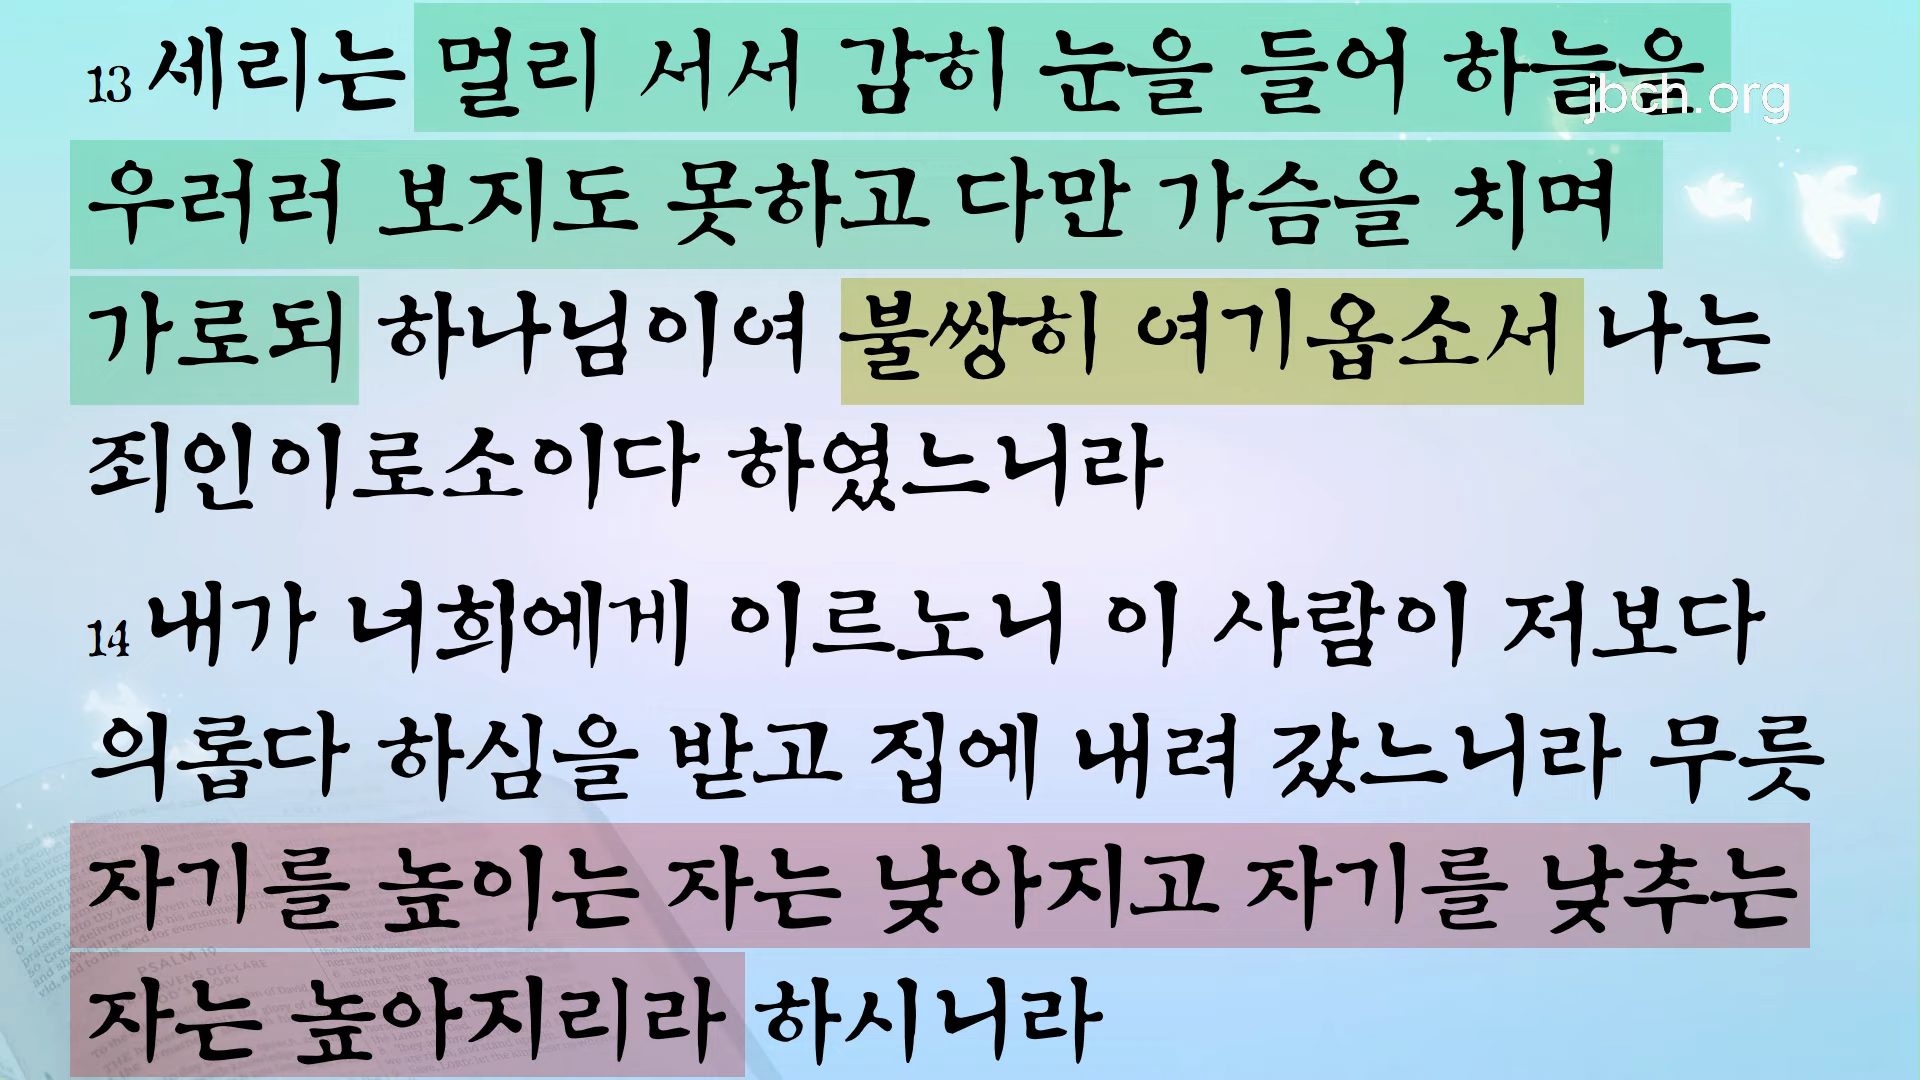 13 세리는 멀리 서서 감히 눈을 들어 하늘을
jbch.org
우러러 보지도 못하고 다만 가슴을 치며
가로되 하나님이여 불쌍히 여기옵소서 나는
죄인이로소이다 하였느니라
14 내가 너희에게 이르노니 이 사람이 저보다
의롭다 하심을 받고 집에 내려 갔느니라 무릇
자기를 높이는 자는 낮아지고 자기를 낮추는
자는 높아지리라 하시니라
PSALM 19